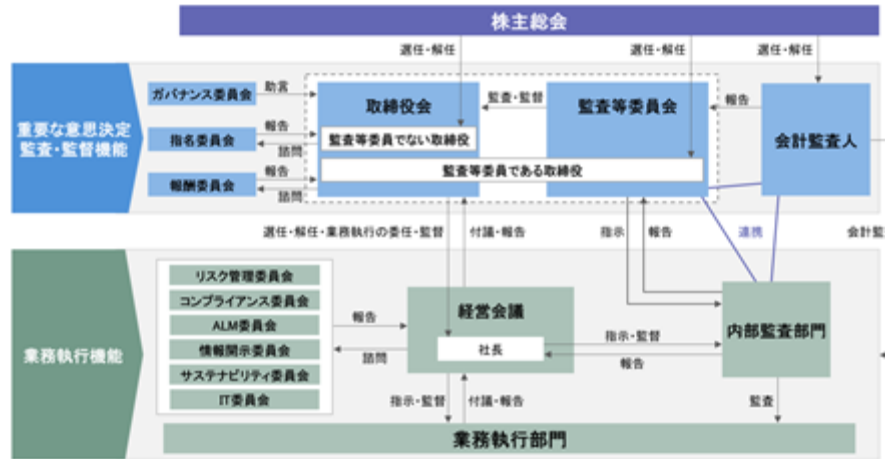 株主総会
選任・解任
選任・解任
選任・解任
重要な意思決定
監査・監督機能
ガバナンス委員会
助言
取締役会
監査・監督
監査等委員会
報告
会計監査人
指名委員会
報告
諮問
監査等委員でない取締役
報酬委員会
報告
諮問
監査等委員である取締役
選任・解任・業務執行の委任・監督
付議・報告
指示
報告
連携
会計監
業務執行機能
リスク管理委員会
コンプライアンス委員会
ALM委員会
情報開示委員会
サステナビリティ委員会
IT委員会
報告
諮問
経営会議
社長
指示・監督
報告
内部監査部門
指示・監督
付議・報告
監査
業務執行部門